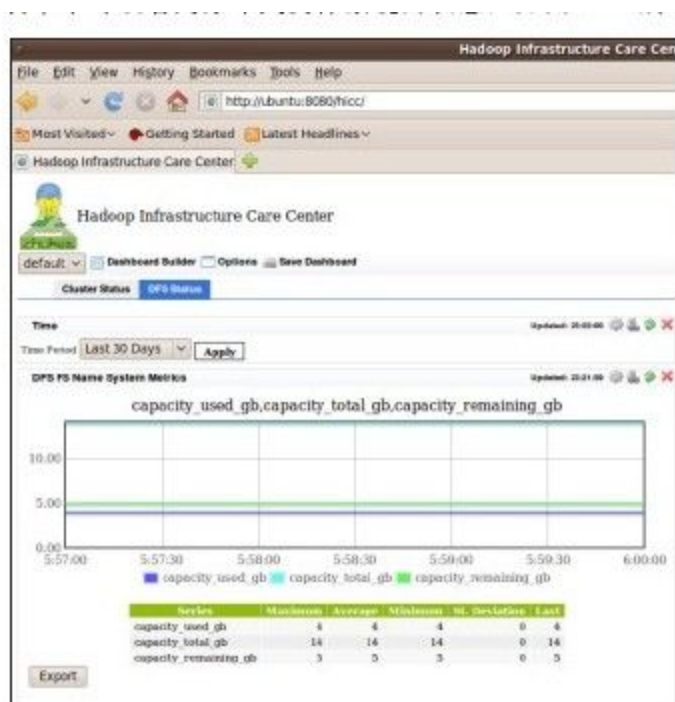 Hadoop Infrastructure Care Cen
File Edit View History Bookmarks Tools Help
http://ubuntu:8080/hicc/
Most Visited Getting Started Latest Headlines
Hadoop Infrastructure Care Center
Hadoop Infrastructure Care Center
chukwa
default Dashboard Builder Options Save Dashboard
Cluster Status DFS Status
Time Updated:
Time Period Last 30 Days Apply
DFS FS Name System Metrics Updated:
capacity_used_gb,capacity_total_gb,capacity_remaining_gb
10.00
5.00
0.00
5:57:00 5:57:30 5:58:00 5:58:30 5:59:00 5:59:30 6:00:00
capacity_used_gb capacity_total_gb capacity_remaining_gb
Series Maximum Average Minimum St. Deviation Last
capacity_used_gb 4 4 4 0 4
capacity_total_gb 14 14 14 0 14
capacity_remaining_gb 5 5 5 0 5
Export